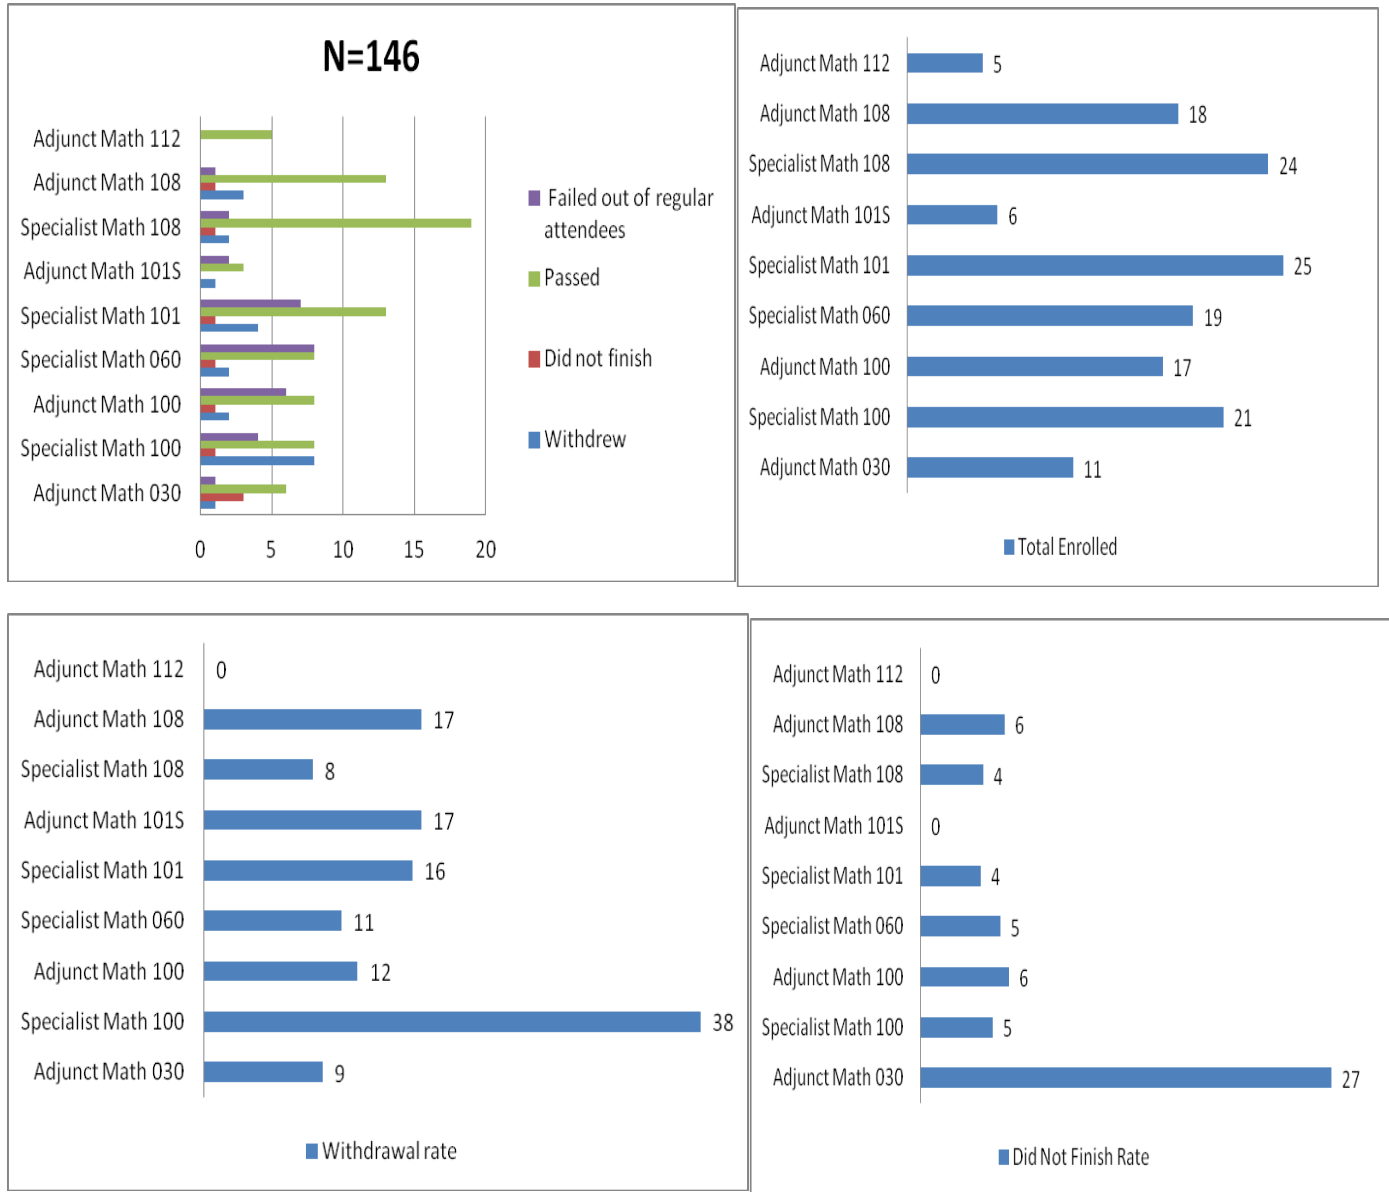 N=146
Adjunct Math 112
Adjunct Math 108
Specialist Math 108
Adjunct Math 101S
Specialist Math 101
Specialist Math 060
Adjunct Math 100
Specialist Math 100
Adjunct Math 030
0 5 10 15 20
Failed out of regular
attendees
Passed
Did not finish
Withdrew
Adjunct Math 112 5
Adjunct Math 108 18
Specialist Math 108 24
Adjunct Math 101S 6
Specialist Math 101 25
Specialist Math 060 19
Adjunct Math 100 17
Specialist Math 100 21
Adjunct Math 030 11
Total Enrolled
Adjunct Math 112 0
Adjunct Math 108 17
Specialist Math 108 8
Adjunct Math 101S 17
Specialist Math 101 16
Specialist Math 060 11
Adjunct Math 100 12
Specialist Math 100 38
Adjunct Math 030 9
Withdrawal rate
Adjunct Math 112 0
Adjunct Math 108 6
Specialist Math 108 4
Adjunct Math 101S 0
Specialist Math 101 4
Specialist Math 060 5
Adjunct Math 100 6
Specialist Math 100 5
Adjunct Math 030 27
Did Not Finish Rate